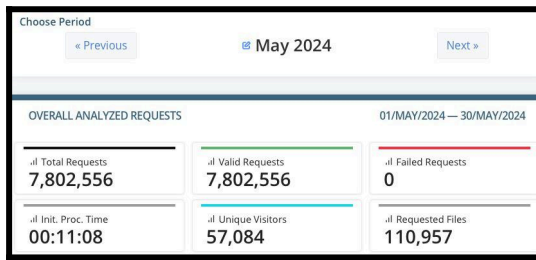 Choose Period
« Previous
May 2024
Next »
OVERALL ANALYZED REQUESTS
01/MAY/2024 — 30/MAY/2024
Total Requests
Valid Requests
Failed Requests
7,802,556
7,802,556
0
Init. Proc. Time
Unique Visitors
Requested Files
00:11:08
57,084
110,957